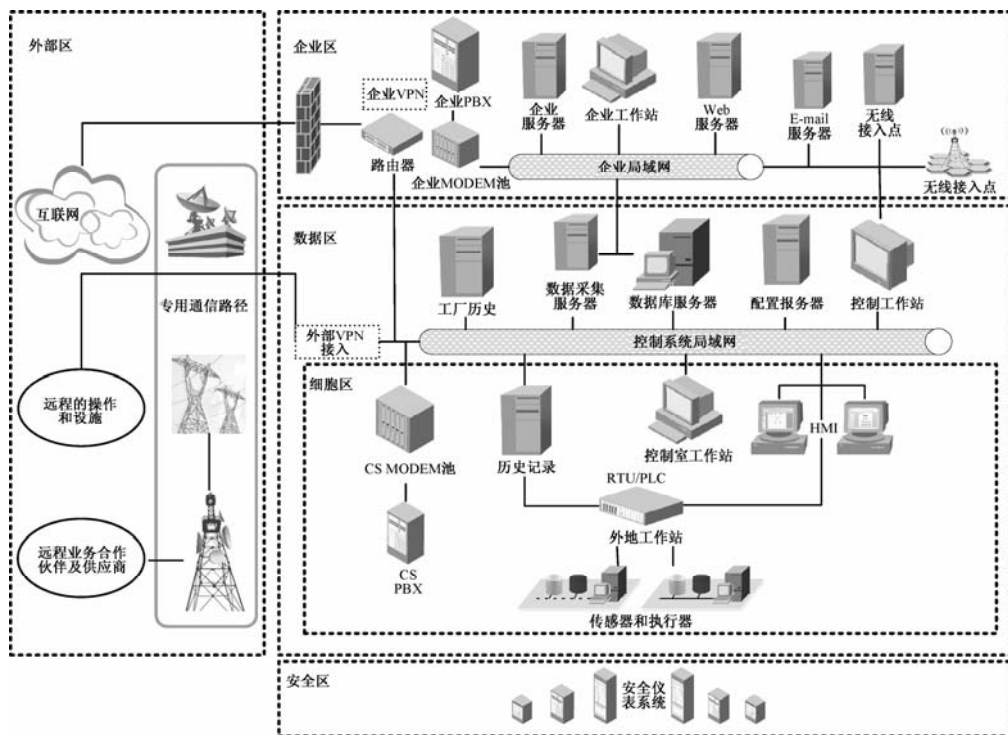 外部区
互联网
专用通信路径
远程的操作
和设施
远程业务合作
伙伴及供应商
企业区
企业VPN
企业PBX
路由器
企业MODEM池
企业
服务器
企业工作站
Web
服务器
E-mail
服务器
无线
接入点
企业局域网
无线接入点
数据区
工厂历史
数据采集
服务器
数据库服务器
配置报务器
控制工作站
外部VPN
接入
控制系统局域网
细胞区
CS MODEM池
历史记录
控制室工作站
HMI
RTU/PLC
外地工作站
CS
PBX
传感器和执行器
安全区
安全仪
表系统